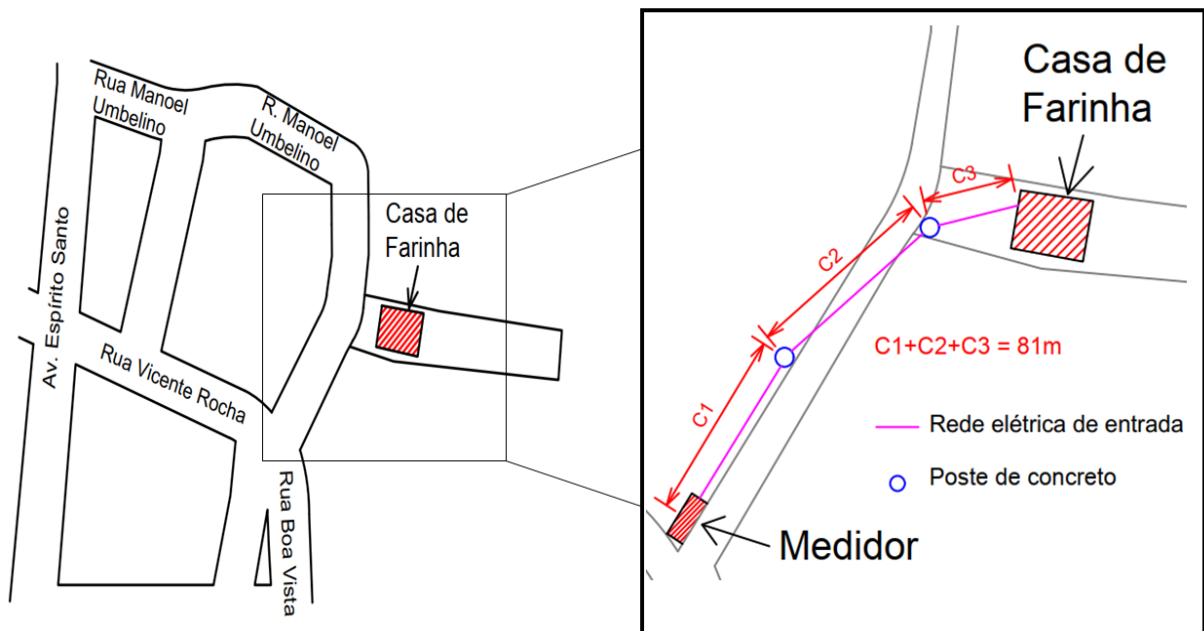 Rua Manoel
Umbelino
R. Manoel
Umbelino
Av. Espírito Santo
Casa de
Farinha
Rua Vicente Rocha
Rua Boa Vista
Casa de
Farinha
C3
C2
C1
C1+C2+C3 = 81m
Rede elétrica de entrada
Poste de concreto
Medidor